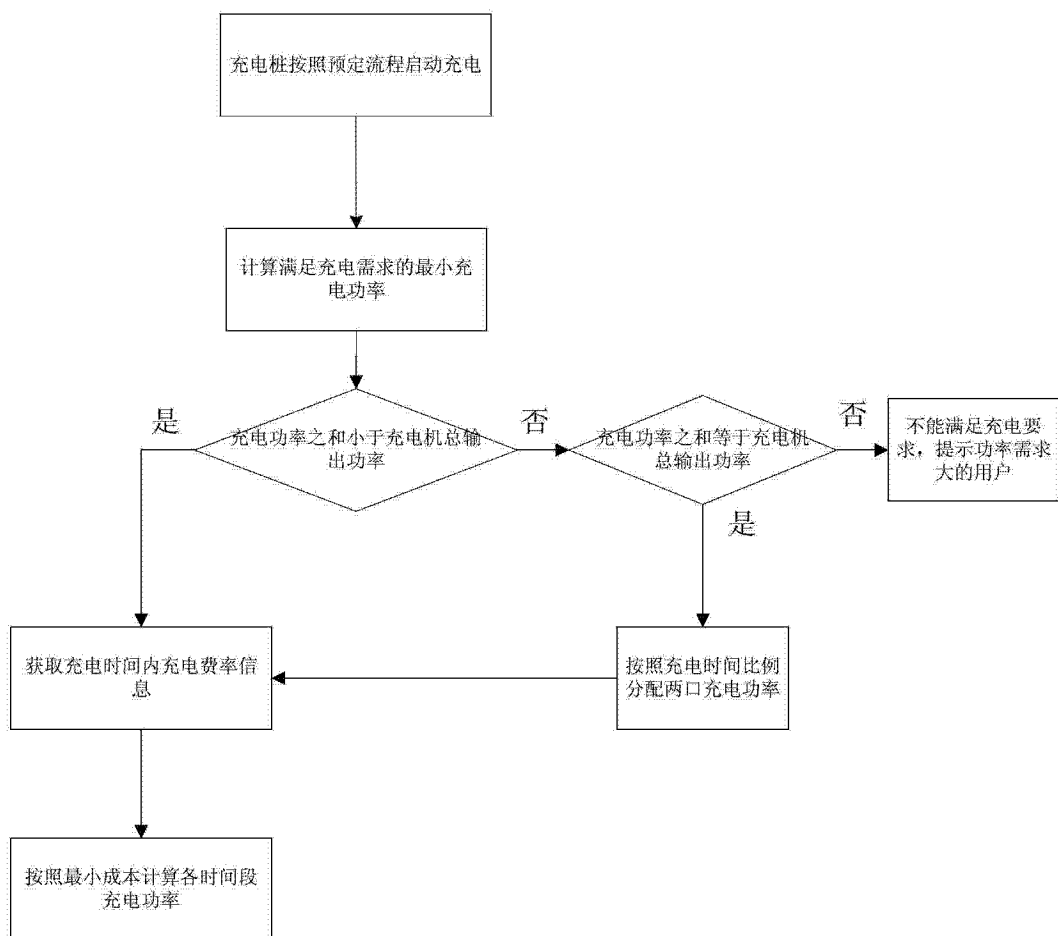 充电桩按照预定流程启动充电
计算满足充电需求的最小充
电功率
是
充电功率之和小于充电机总输
出功率
否
充电功率之和等于充电机
总输出功率
否
不能满足充电要
求，提示功率需求
大的用户
是
获取充电时间内充电费率信
息
按照充电时间比例
分配两口充电功率
按照最小成本计算各时间段
充电功率